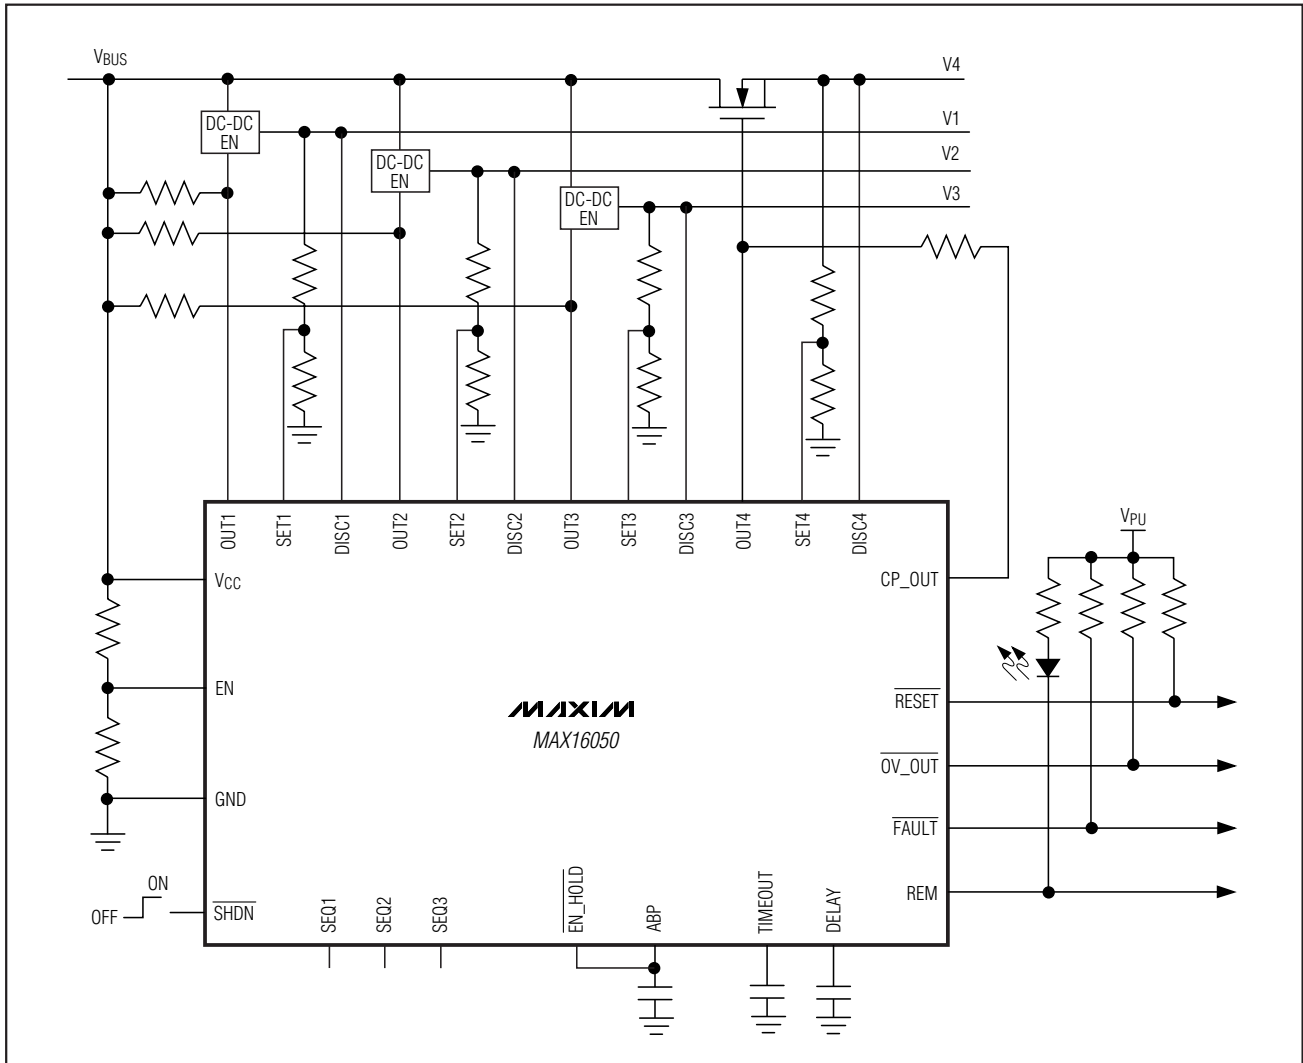 VBUS
V4
DC-DC
EN
V1
DC-DC
EN
V2
DC-DC
EN
V3
OUT1
SET1
DISC1
OUT2
SET2
DISC2
OUT3
SET3
DISC3
OUT4
SET4
DISC4
VPU
VCC
CP_OUT
EN
RESET
MAXIM
MAX16050
OV_OUT
GND
FAULT
ON
OFF
SHDN
REM
SEQ1
SEQ2
SEQ3
EN_HOLD
ABP
TIMEOUT
DELAY